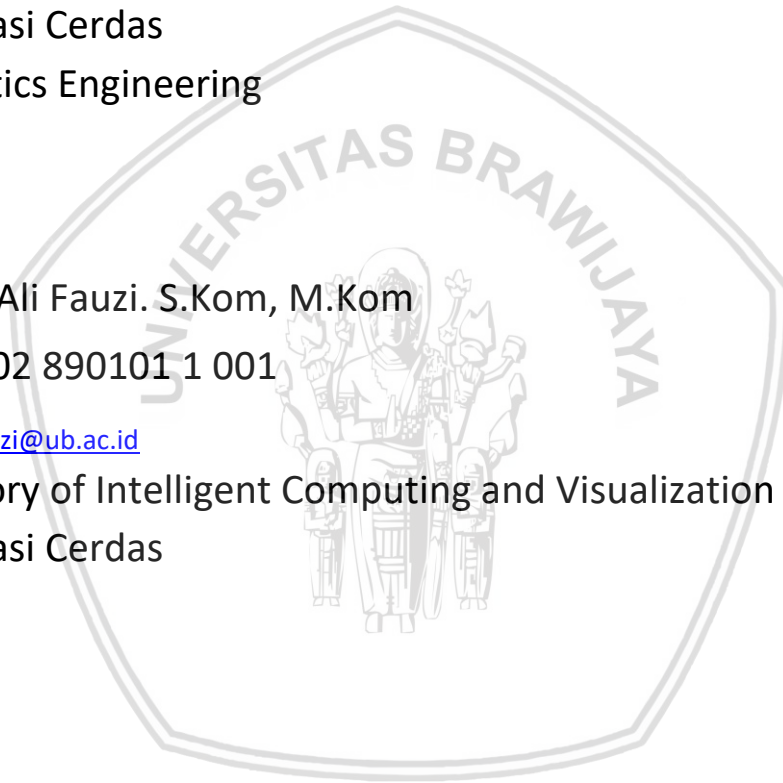 asi Cerdas
tics Engineering
UNIVERSITAS BRAWIJAYA
Ali Fauzi. S.Kom, M.Kom
02 890101 1 001
zi@ub.ac.id
ory of Intelligent Computing and Visualization
asi Cerdas